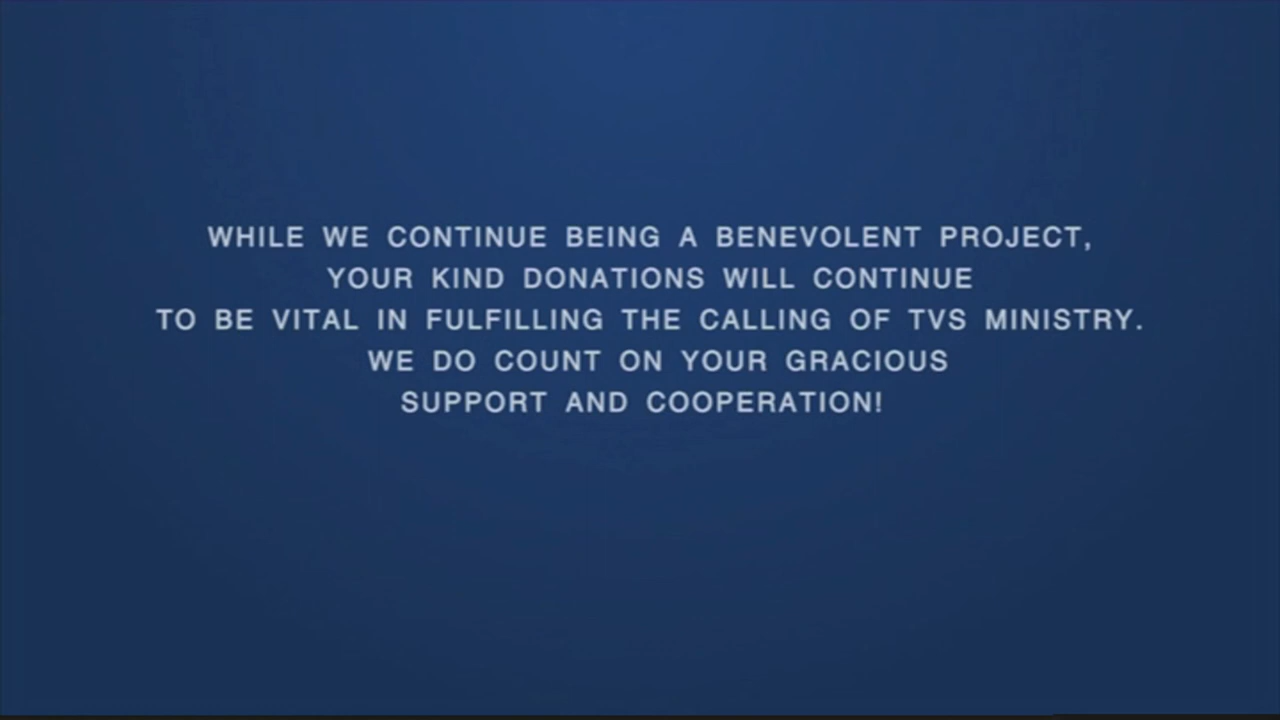 WHILE WE CONTINUE BEING A BENEVOLENT PROJECT,
YOUR KIND DONATIONS WILL CONTINUE
TO BE VITAL IN FULFILLING THE CALLING OF TVS MINISTRY.
WE DO COUNT ON YOUR GRACIOUS
SUPPORT AND COOPERATION!